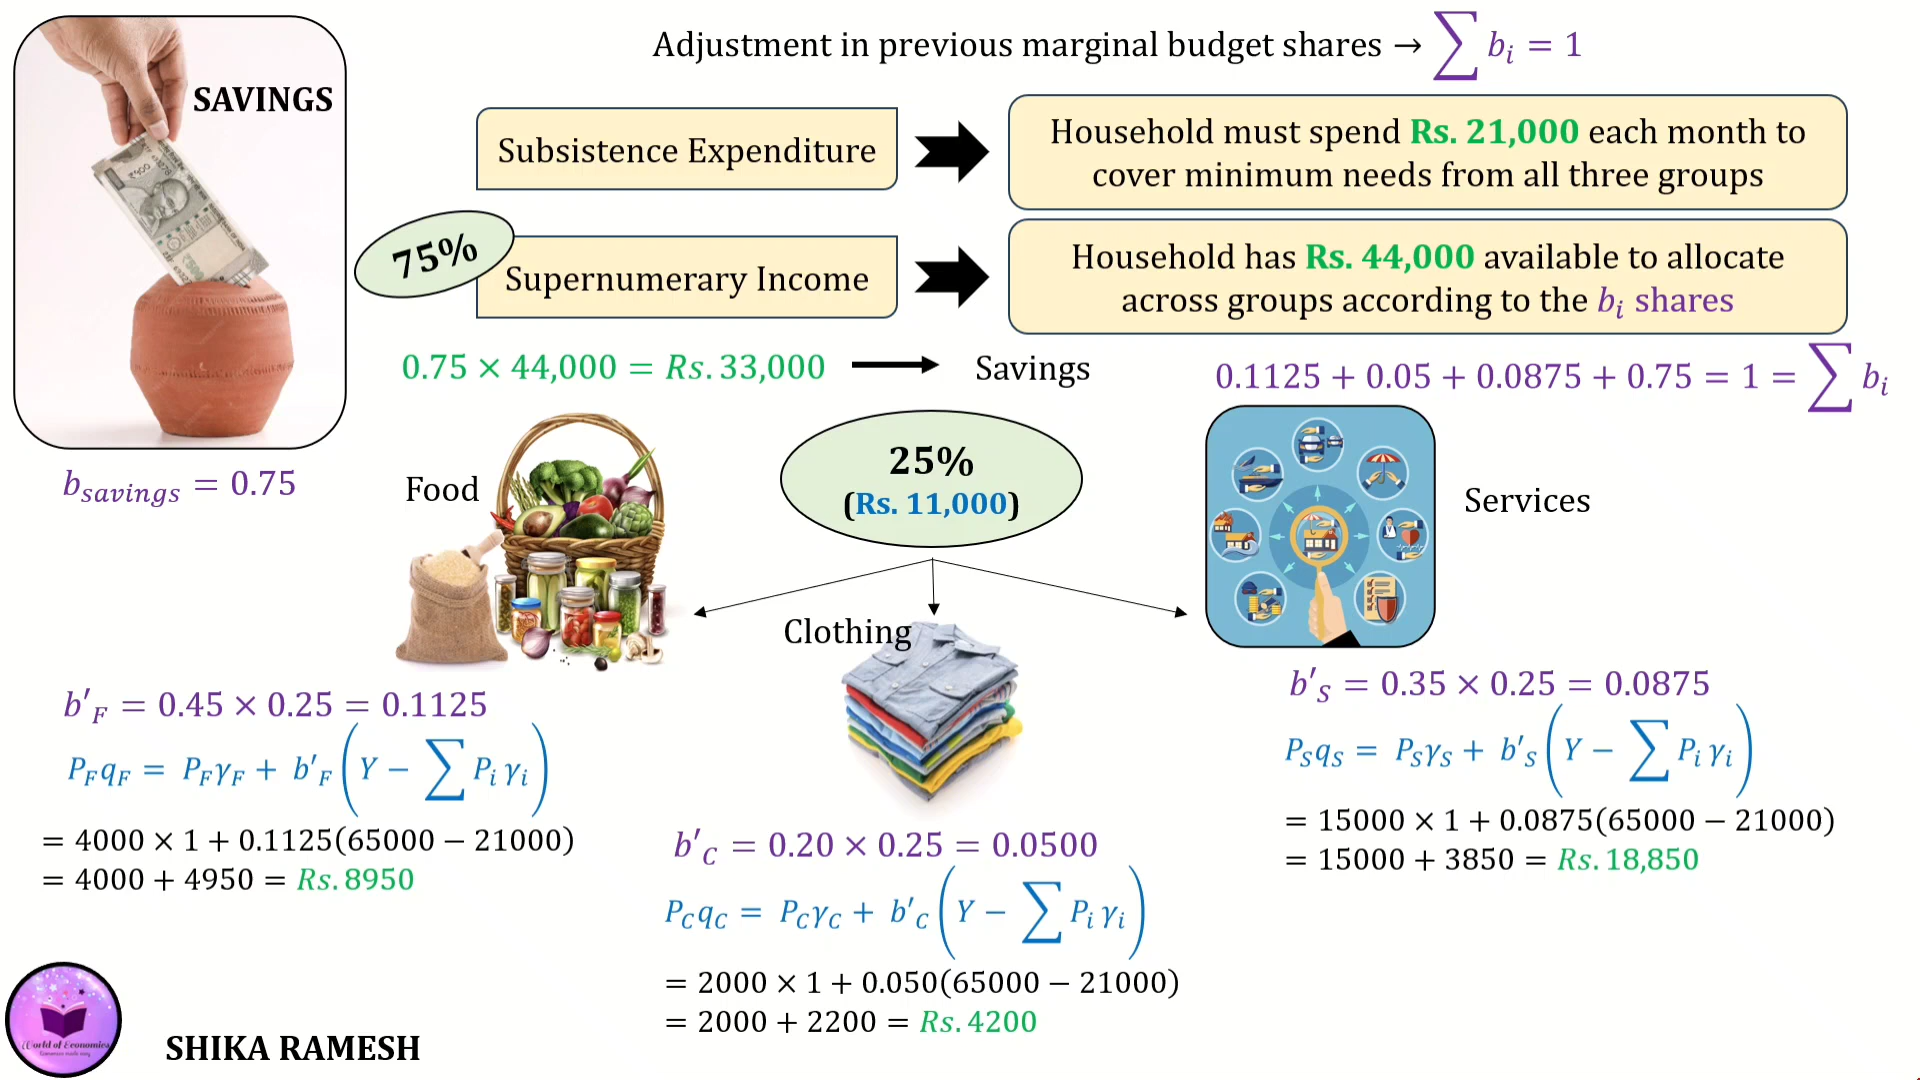 Adjustment in previous marginal budget shares → ∑ bᵢ = 1
SAVINGS
Subsistence Expenditure
Household must spend Rs. 21,000 each month to
cover minimum needs from all three groups
75%
Supernumerary Income
Household has Rs. 44,000 available to allocate
across groups according to the bᵢ shares
0.75 × 44,000 = Rs. 33,000
Savings
0.1125 + 0.05 + 0.0875 + 0.75 = 1 = ∑ bᵢ
b_savings = 0.75
Food
25%
(Rs. 11,000)
Services
Clothing
b′_F = 0.45 × 0.25 = 0.1125
P_F q_F = P_F γ_F + b′_F (Y − ∑ Pᵢ γᵢ)
= 4000 × 1 + 0.1125(65000 − 21000)
= 4000 + 4950 = Rs. 8950
b′_C = 0.20 × 0.25 = 0.0500
P_C q_C = P_C γ_C + b′_C (Y − ∑ Pᵢ γᵢ)
= 2000 × 1 + 0.050(65000 − 21000)
= 2000 + 2200 = Rs. 4200
b′_S = 0.35 × 0.25 = 0.0875
P_S q_S = P_S γ_S + b′_S (Y − ∑ Pᵢ γᵢ)
= 15000 × 1 + 0.0875(65000 − 21000)
= 15000 + 3850 = Rs. 18,850
World of Economics
Economics made easy
SHIKA RAMESH